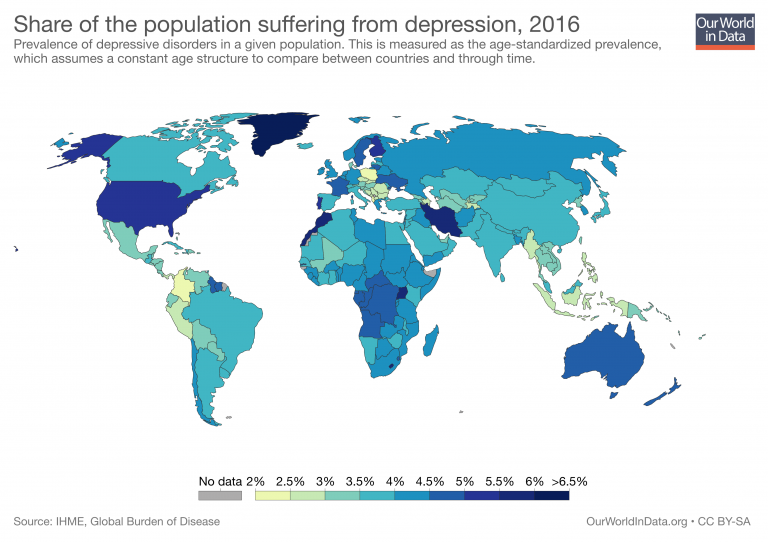 Share of the population suffering from depression, 2016
Our World
in Data
Prevalence of depressive disorders in a given population. This is measured as the age-standardized prevalence,
which assumes a constant age structure to compare between countries and through time.
No data 2% 2.5% 3% 3.5% 4% 4.5% 5% 5.5% 6% >6.5%
Source: IHME, Global Burden of Disease
OurWorldInData.org • CC BY-SA